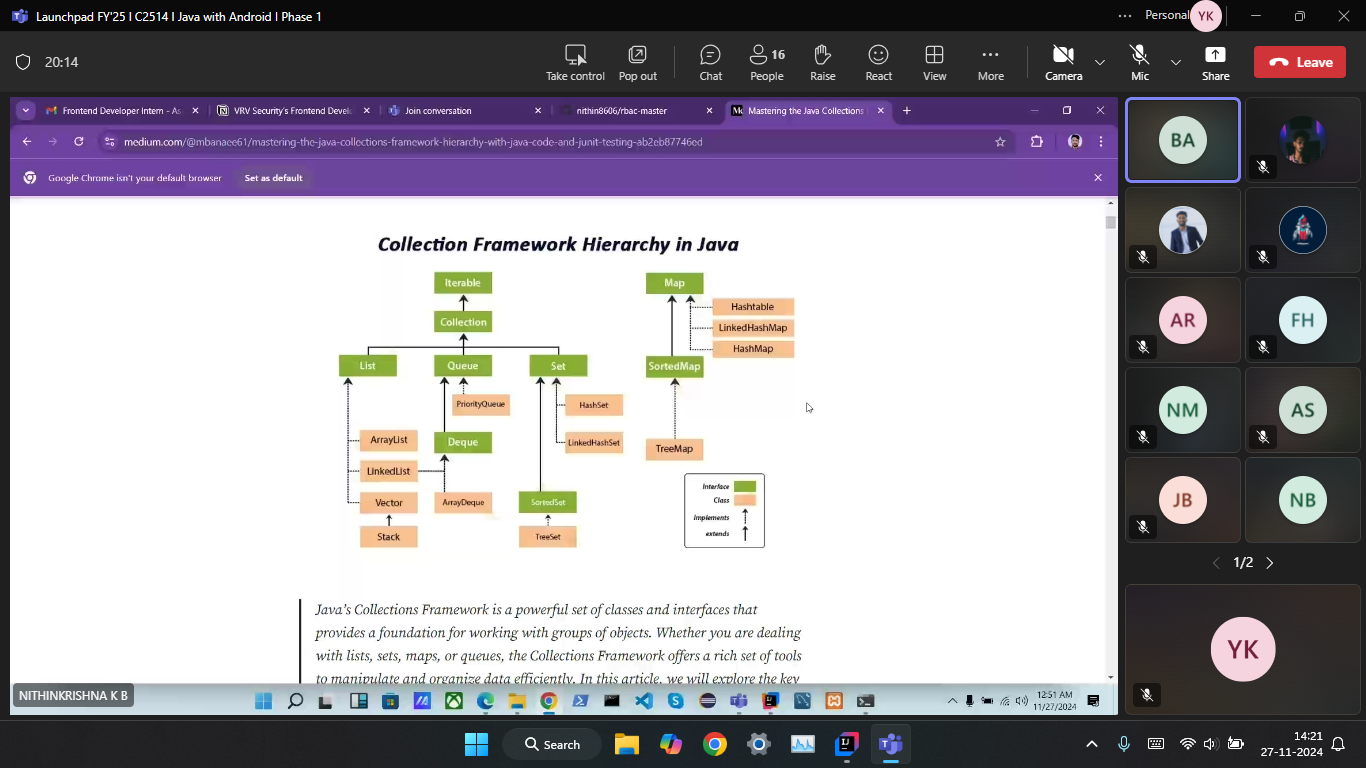 Launchpad FY'25 | C2514 | Java with Android | Phase 1
Personal
YK
20:14
Take control
Pop out
Chat
People
16
Raise
React
View
More
Camera
Mic
Share
Leave
Frontend Developer Intern - As
VRV Security's Frontend Devel
Join conversation
nithin8606/rbac-master
Mastering the Java Collections
medium.com/@mbanaee61/mastering-the-java-collections-framework-hierarchy-with-java-code-and-junit-testing-ab2eb87746ed
Google Chrome isn't your default browser
Set as default
Collection Framework Hierarchy in Java
Iterable
Map
Hashtable
Collection
LinkedHashMap
HashMap
List
Queue
Set
SortedMap
PriorityQueue
HashSet
ArrayList
Deque
LinkedHashSet
TreeMap
LinkedList
Vector
ArrayDeque
SortedSet
Stack
TreeSet
Interface
Class
implements
extends
Java's Collections Framework is a powerful set of classes and interfaces that
provides a foundation for working with groups of objects. Whether you are dealing
with lists, sets, maps, or queues, the Collections Framework offers a rich set of tools
to manipulate and organize data efficiently. In this article, we will explore the key
NITHINKRISHNA K B
12:51 AM
11/27/2024
BA
AR
FH
NM
AS
JB
NB
1/2
YK
Search
14:21
27-11-2024